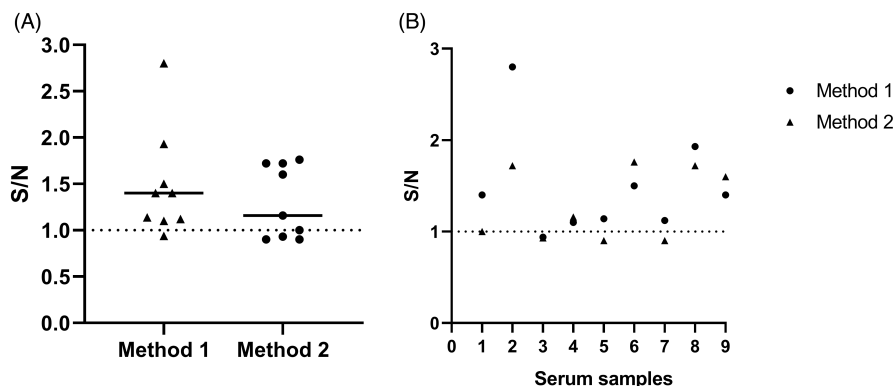 (A)
3.0
2.5
2.0
1.5
1.0
0.5
0.0
S/N
Method 1 Method 2
(B)
3
2
1
0
S/N
0 1 2 3 4 5 6 7 8 9
Serum samples
Method 1
Method 2